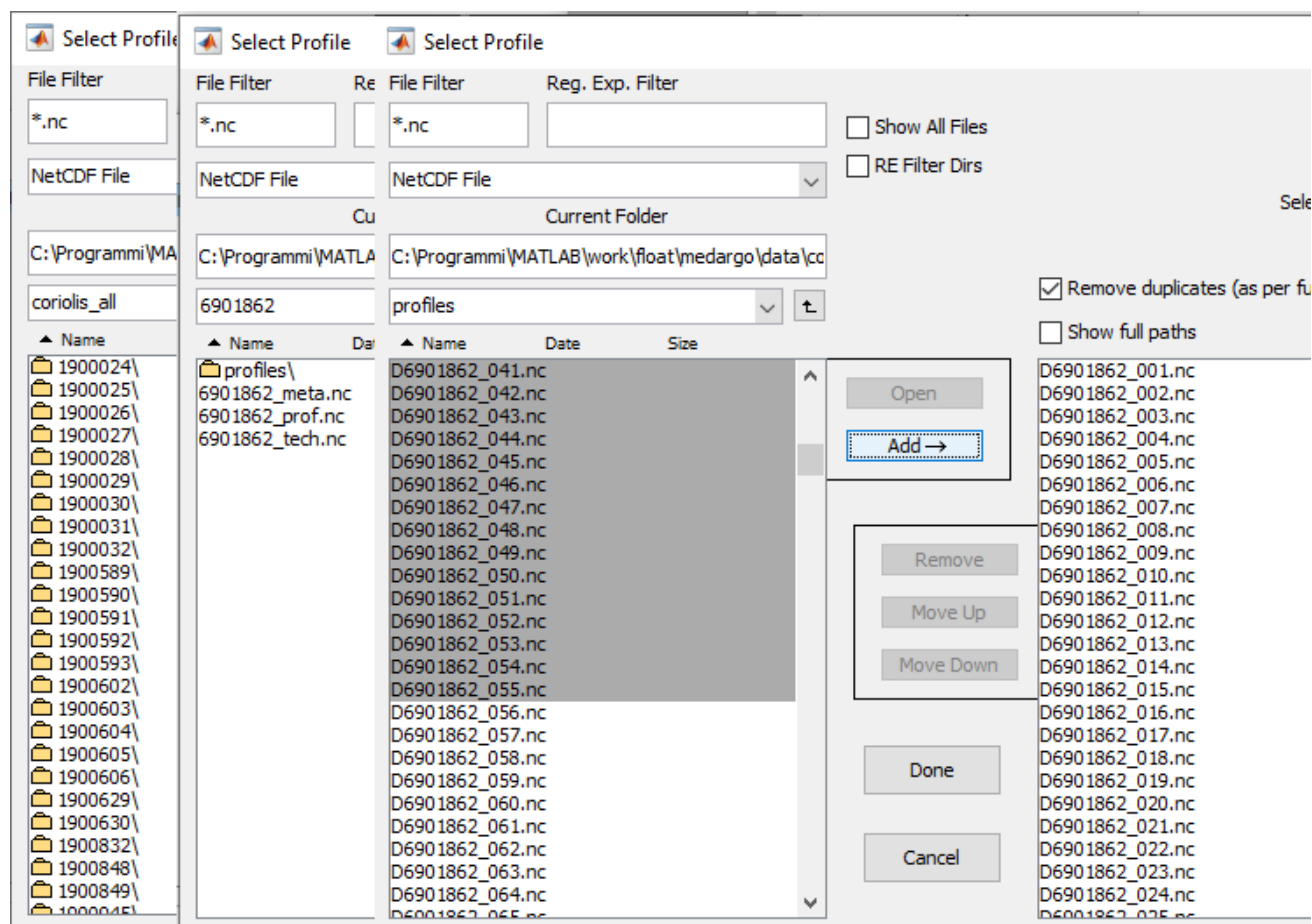 Select Profile
File Filter
*.nc
NetCDF File
C:\Programmi\MA
coriolis_all
Name
1900024\
1900025\
1900026\
1900027\
1900028\
1900029\
1900030\
1900031\
1900032\
1900589\
1900590\
1900591\
1900592\
1900593\
1900602\
1900603\
1900604\
1900605\
1900606\
1900629\
1900630\
1900832\
1900848\
1900849\
Select Profile
File Filter
Re
*.nc
NetCDF File
Cu
C:\Programmi\MATLA
6901862
Name Dat
profiles\
6901862_meta.nc
6901862_prof.nc
6901862_tech.nc
Select Profile
File Filter Reg. Exp. Filter
*.nc
NetCDF File
Current Folder
C:\Programmi\MATLAB\work\float\medargo\data\cc
profiles
Name Date Size
D6901862_041.nc
D6901862_042.nc
D6901862_043.nc
D6901862_044.nc
D6901862_045.nc
D6901862_046.nc
D6901862_047.nc
D6901862_048.nc
D6901862_049.nc
D6901862_050.nc
D6901862_051.nc
D6901862_052.nc
D6901862_053.nc
D6901862_054.nc
D6901862_055.nc
D6901862_056.nc
D6901862_057.nc
D6901862_058.nc
D6901862_059.nc
D6901862_060.nc
D6901862_061.nc
D6901862_062.nc
D6901862_063.nc
D6901862_064.nc
D6901862_065.nc
Show All Files
RE Filter Dirs
Open
Add →
Remove
Move Up
Move Down
Done
Cancel
Sele
Remove duplicates (as per fu
Show full paths
D6901862_001.nc
D6901862_002.nc
D6901862_003.nc
D6901862_004.nc
D6901862_005.nc
D6901862_006.nc
D6901862_007.nc
D6901862_008.nc
D6901862_009.nc
D6901862_010.nc
D6901862_011.nc
D6901862_012.nc
D6901862_013.nc
D6901862_014.nc
D6901862_015.nc
D6901862_016.nc
D6901862_017.nc
D6901862_018.nc
D6901862_019.nc
D6901862_020.nc
D6901862_021.nc
D6901862_022.nc
D6901862_023.nc
D6901862_024.nc
D6901862_025.nc